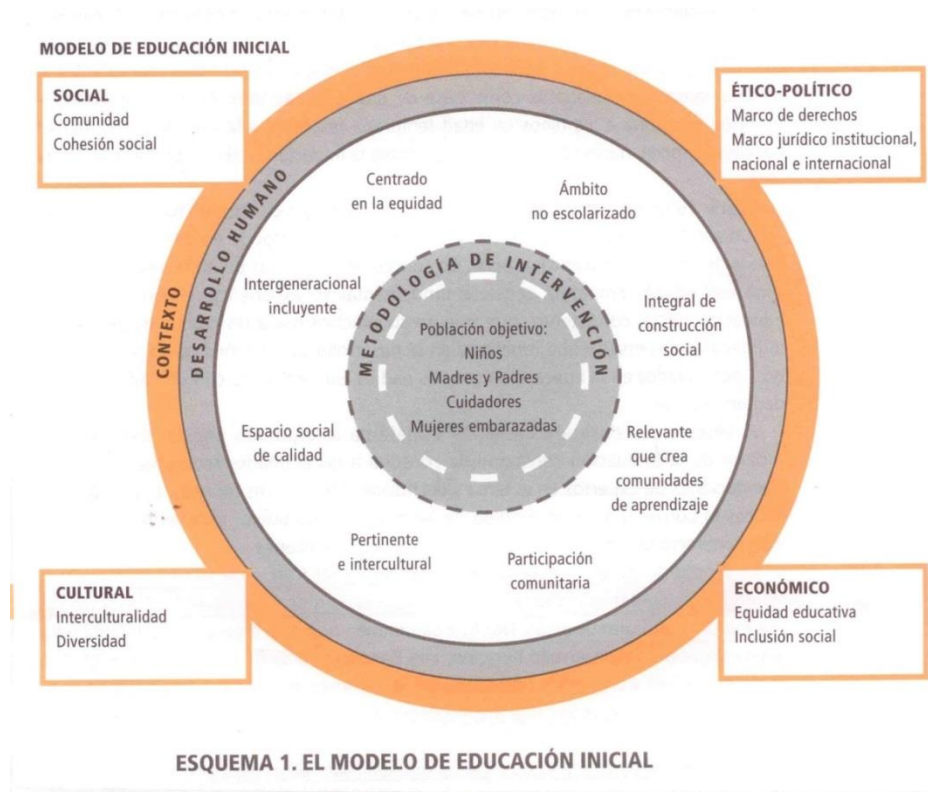 MODELO DE EDUCACIÓN INICIAL
SOCIAL
Comunidad
Cohesión social
ÉTICO-POLÍTICO
Marco de derechos
Marco jurídico institucional,
nacional e internacional
CONTEXTO
DESARROLLO HUMANO
Centrado
en la equidad
Ámbito
no escolarizado
Intergeneracional
incluyente
METODOLOGÍA DE INTERVENCIÓN
Población objetivo:
Niños
Madres y Padres
Cuidadores
Mujeres embarazadas
Integral de
construcción
social
Espacio social
de calidad
Relevante
que crea
comunidades
de aprendizaje
Pertinente
e intercultural
Participación
comunitaria
CULTURAL
Interculturalidad
Diversidad
ECONÓMICO
Equidad educativa
Inclusión social
ESQUEMA 1. EL MODELO DE EDUCACIÓN INICIAL